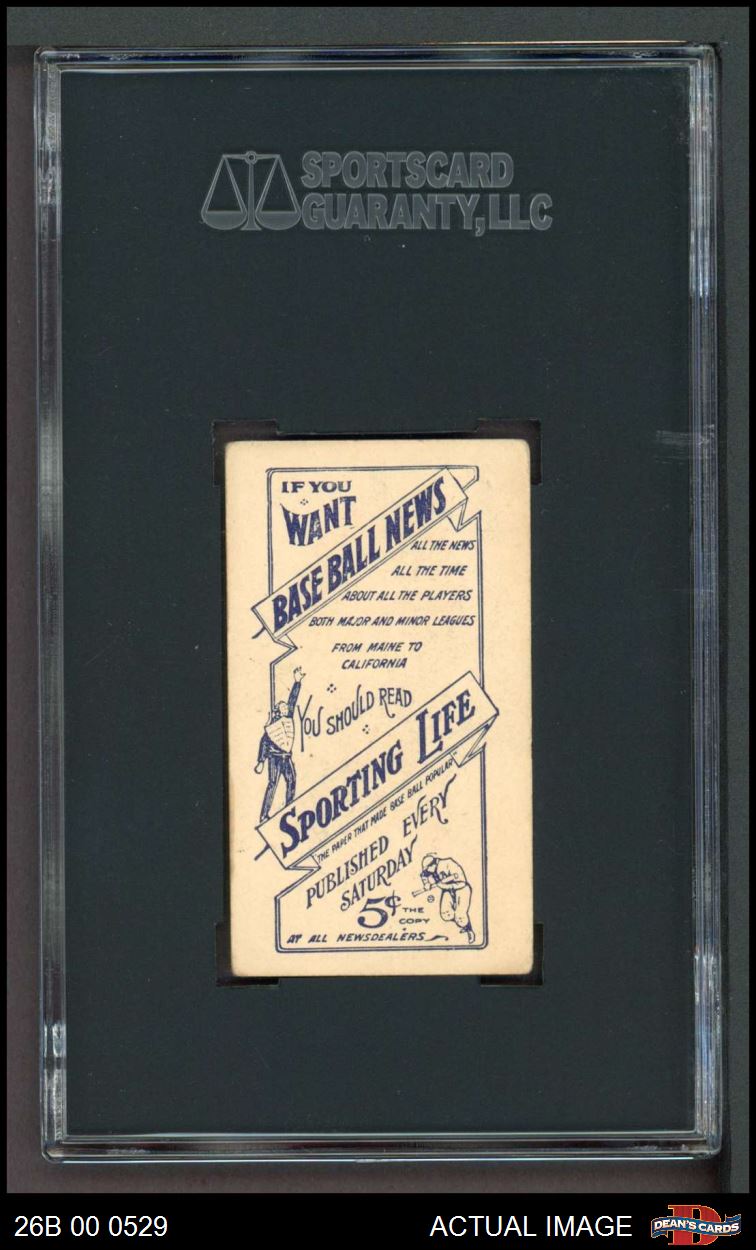 SPORTSCARD
GUARANTY, LLC
IF YOU
WANT
BASE BALL NEWS
ALL THE NEWS
ALL THE TIME
ABOUT ALL THE PLAYERS
BOTH MAJOR AND MINOR LEAGUES
FROM MAINE TO
CALIFORNIA
YOU SHOULD READ
SPORTING LIFE
"THE PAPER THAT MADE BASE BALL POPULAR"
PUBLISHED EVERY
SATURDAY
5¢ THE
COPY
AT ALL NEWSDEALERS
26B 00 0529
ACTUAL IMAGE
D
DEAN'S CARDS